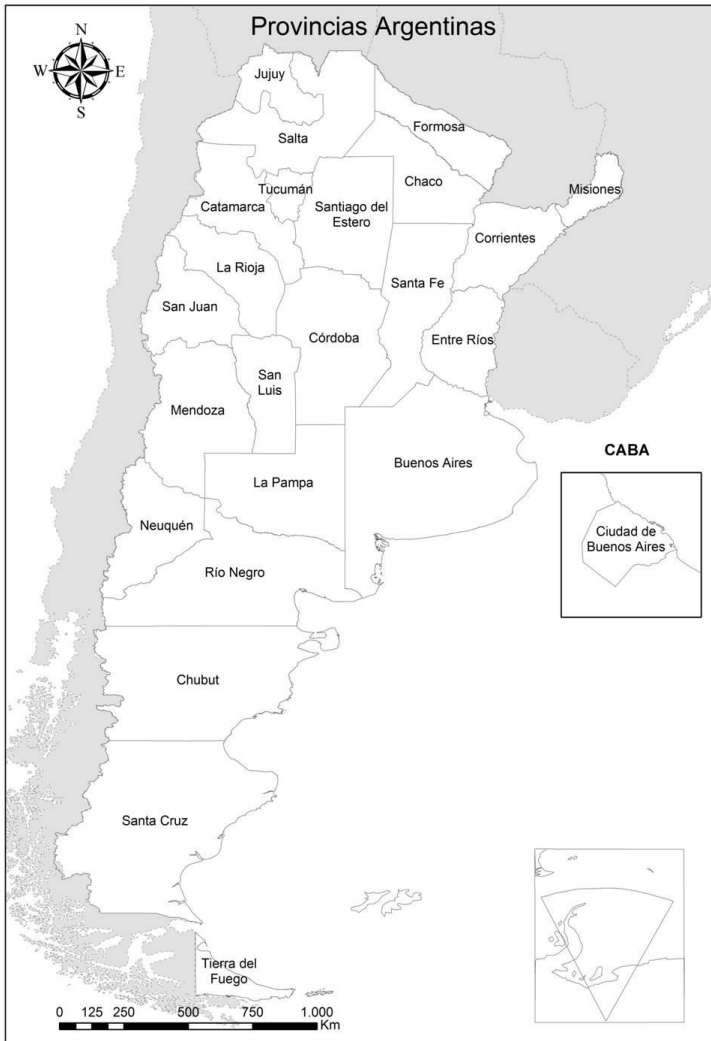 Provincias Argentinas
N
W E
S
Jujuy
Salta
Formosa
Chaco
Misiones
Tucumán
Catamarca
Santiago del
Estero
Corrientes
La Rioja
Santa Fe
San Juan
Córdoba
Entre Ríos
San
Luis
Mendoza
Buenos Aires
La Pampa
CABA
Ciudad de
Buenos Aires
Neuquén
Río Negro
Chubut
Santa Cruz
Tierra del
Fuego
0 125 250 500 750 1.000
Km